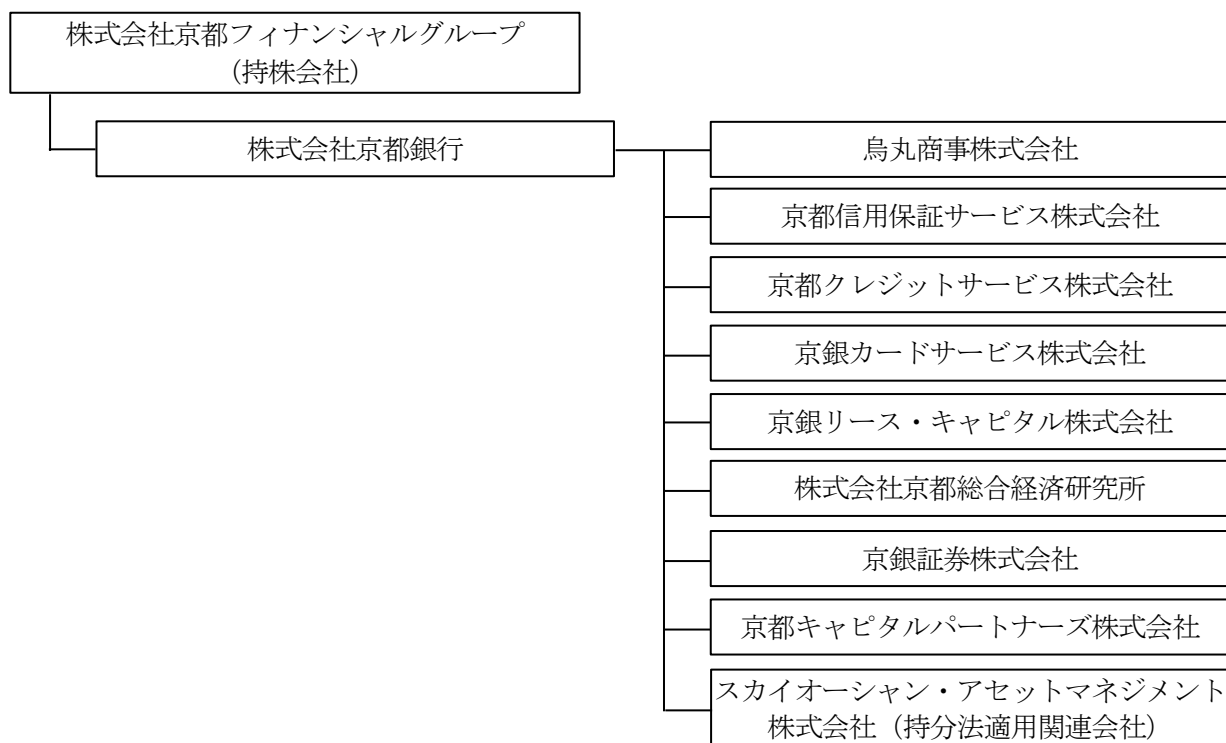 株式会社京都フィナンシャルグループ
（持株会社）
株式会社京都銀行
烏丸商事株式会社
京都信用保証サービス株式会社
京都クレジットサービス株式会社
京銀カードサービス株式会社
京銀リース・キャピタル株式会社
株式会社京都総合経済研究所
京銀証券株式会社
京都キャピタルパートナーズ株式会社
スカイオーシャン・アセットマネジメント
株式会社（持分法適用関連会社）